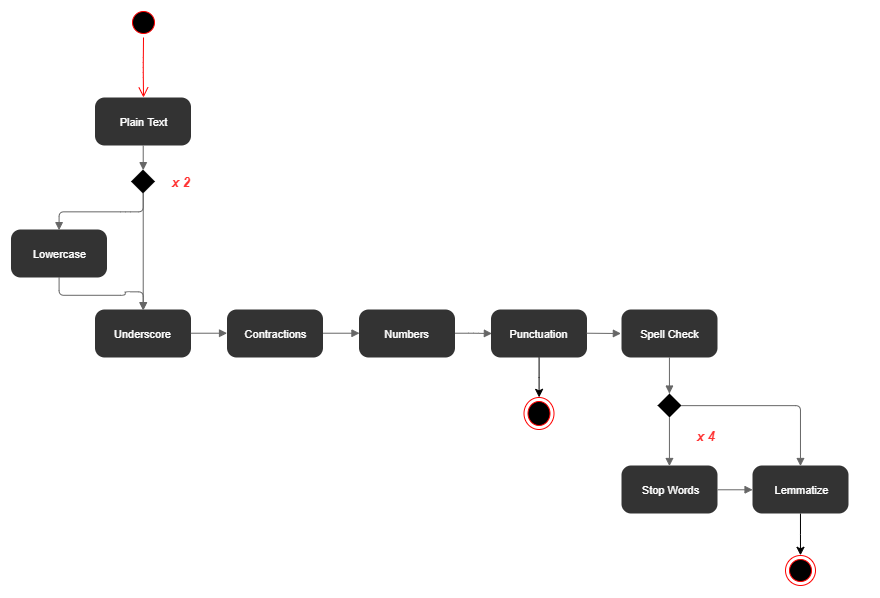 Plain Text
x 2
Lowercase
Underscore
Contractions
Numbers
Punctuation
Spell Check
x 4
Stop Words
Lemmatize